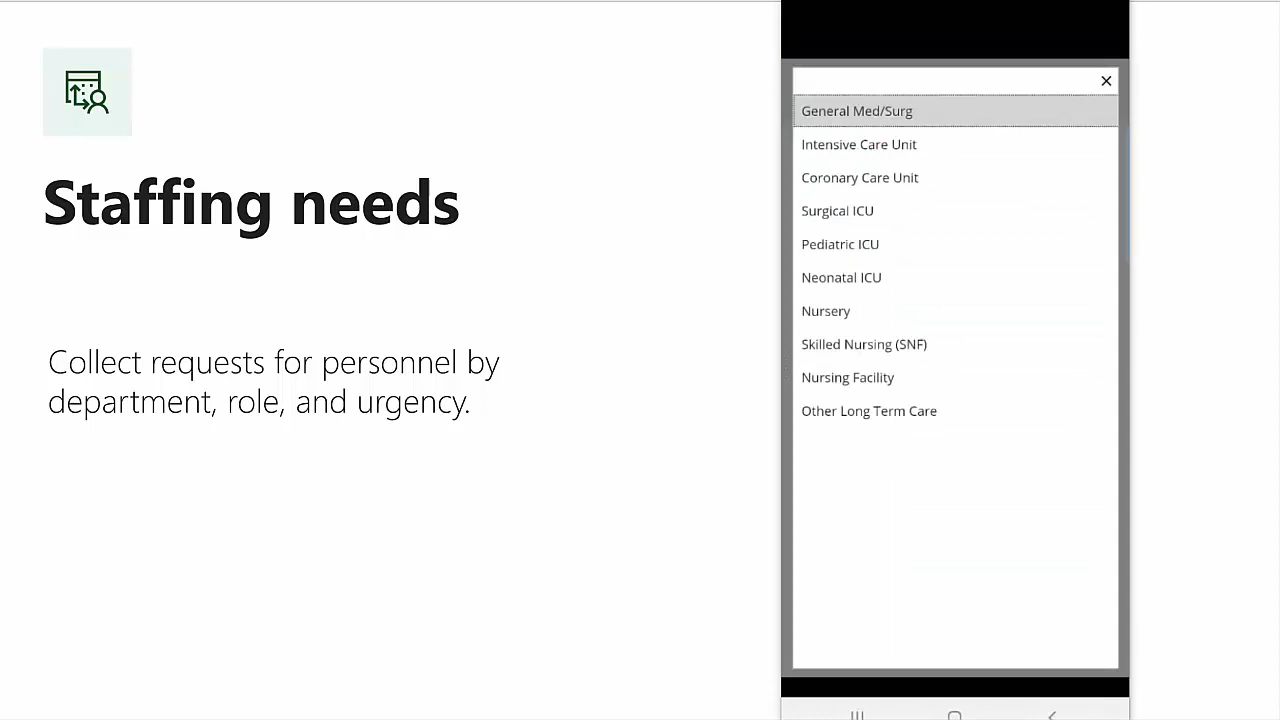 Staffing needs
Collect requests for personnel by
department, role, and urgency.
General Med/Surg
Intensive Care Unit
Coronary Care Unit
Surgical ICU
Pediatric ICU
Neonatal ICU
Nursery
Skilled Nursing (SNF)
Nursing Facility
Other Long Term Care